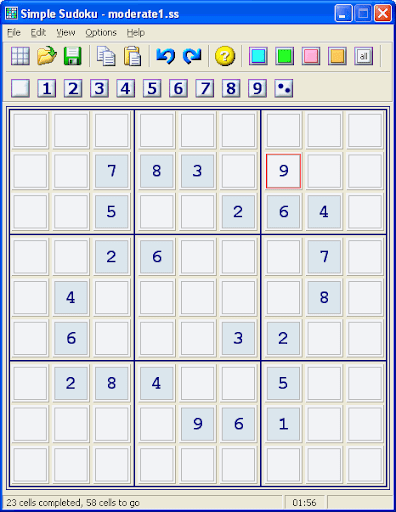 Simple Sudoku - moderate1.ss
File Edit View Options Help
? all
1 2 3 4 5 6 7 8 9
7 8 3 9
5 2 6 4
2 6 7
4 8
6 3 2
2 8 4 5
9 6 1
23 cells completed, 58 cells to go 01:56